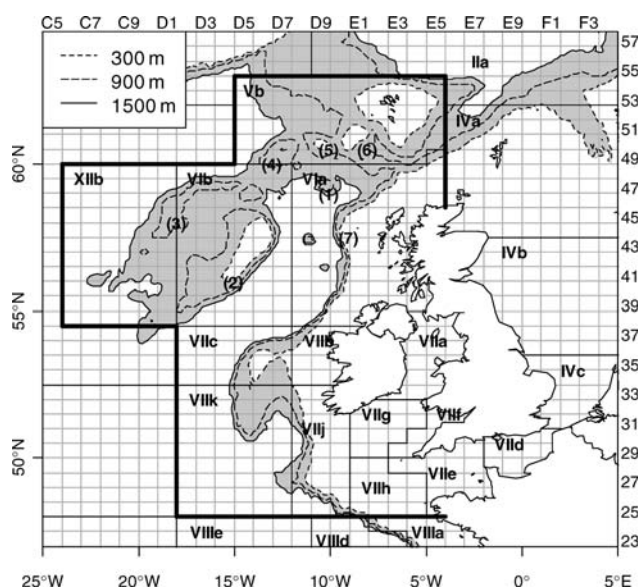 C5 C7 C9 D1 D3 D5 D7 D9 E1 E3 E5 E7 E9 F1 F3
300 m
900 m
1500 m
57
55
53
51
49
47
45
43
41
39
37
35
33
31
29
27
25
23
IIa
Vb
IVa
(5) (6)
(4)
60°N
XIIb VIb VIa
(1)
(3)
(7)
IVb
(2)
55°N
VIIc VIIb VIIa
IVc
VIIk
VIIg VIIf
VIIj
VIId
50°N
VIIe
VIIh
VIIIe VIIId VIIIa
25°W 20°W 15°W 10°W 5°W 0°W 5°E